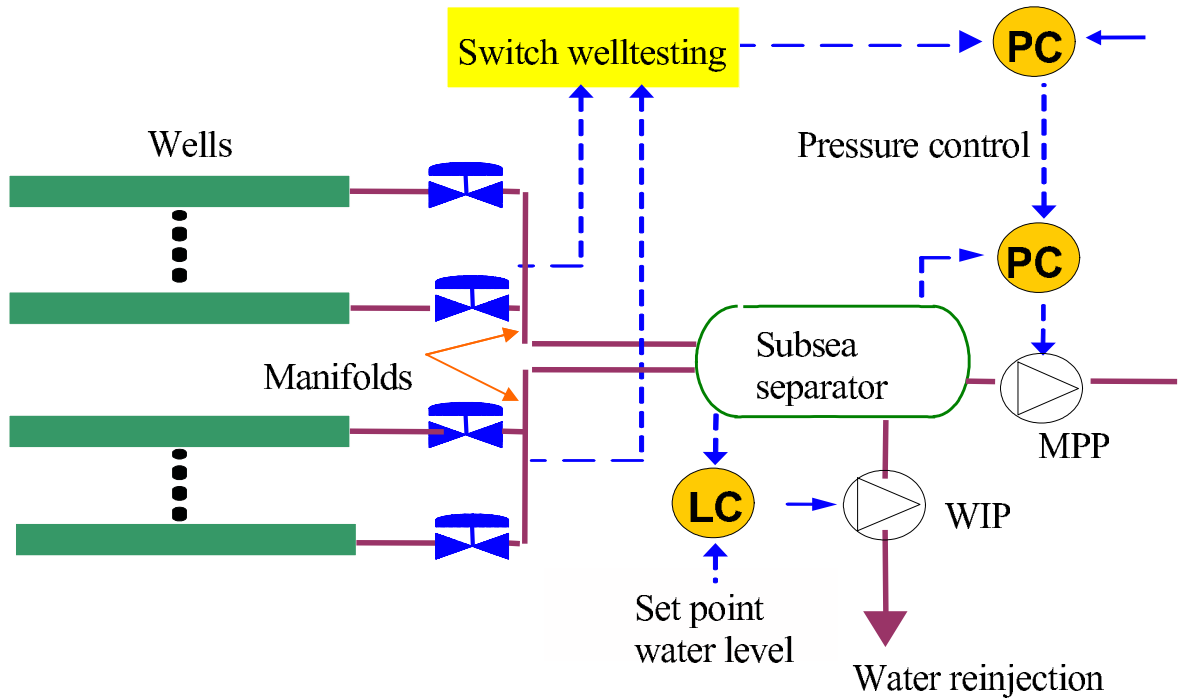 Switch welltesting
PC
Wells
Pressure control
PC
Subsea
separator
Manifolds
MPP
LC
WIP
Set point
water level
Water reinjection